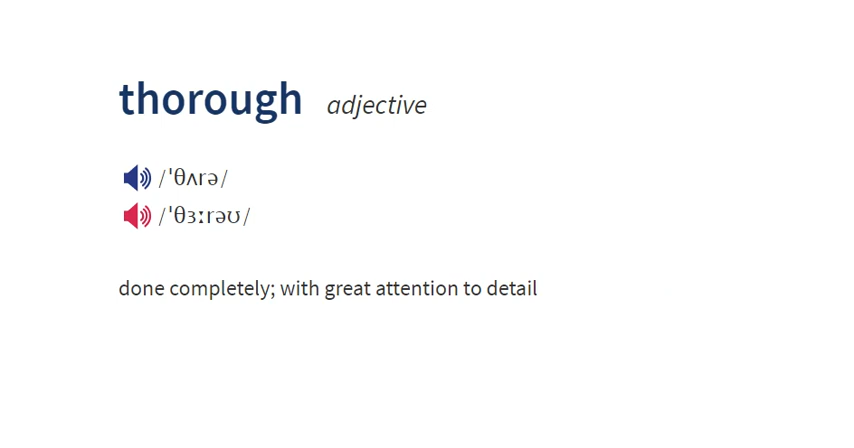 thorough adjective
/ˈθʌrə/
/ˈθɜːrəʊ/
done completely; with great attention to detail